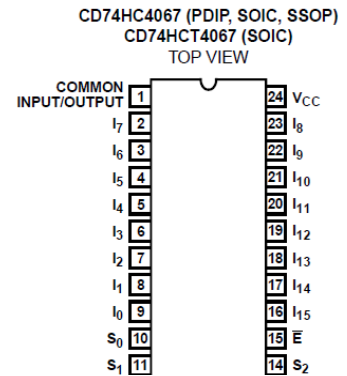 CD74HC4067 (PDIP, SOIC, SSOP)
CD74HCT4067 (SOIC)
TOP VIEW
COMMON
INPUT/OUTPUT 1 24 VCC
I7 2 23 I8
I6 3 22 I9
I5 4 21 I10
I4 5 20 I11
I3 6 19 I12
I2 7 18 I13
I1 8 17 I14
I0 9 16 I15
S0 10 15 E̅
S1 11 14 S2